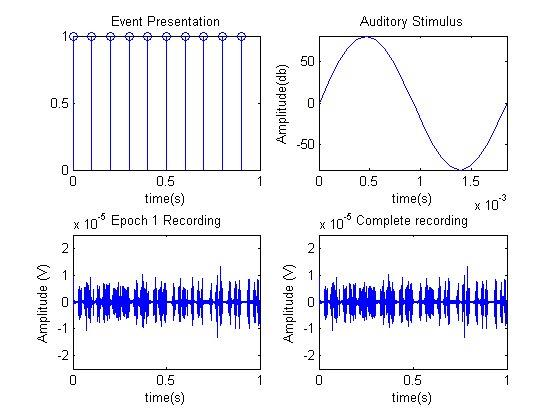 Event Presentation
1
0.5
0
0 0.5 1
time(s)
Auditory Stimulus
Amplitude(db)
50
0
-50
0 0.5 1 1.5
x 10-3
time(s)
x 10-5 Epoch 1 Recording
Amplitude (V)
2
1
0
-1
-2
0 0.5 1
time(s)
x 10-5 Complete recording
Amplitude (V)
2
1
0
-1
-2
0 0.5 1
time(s)